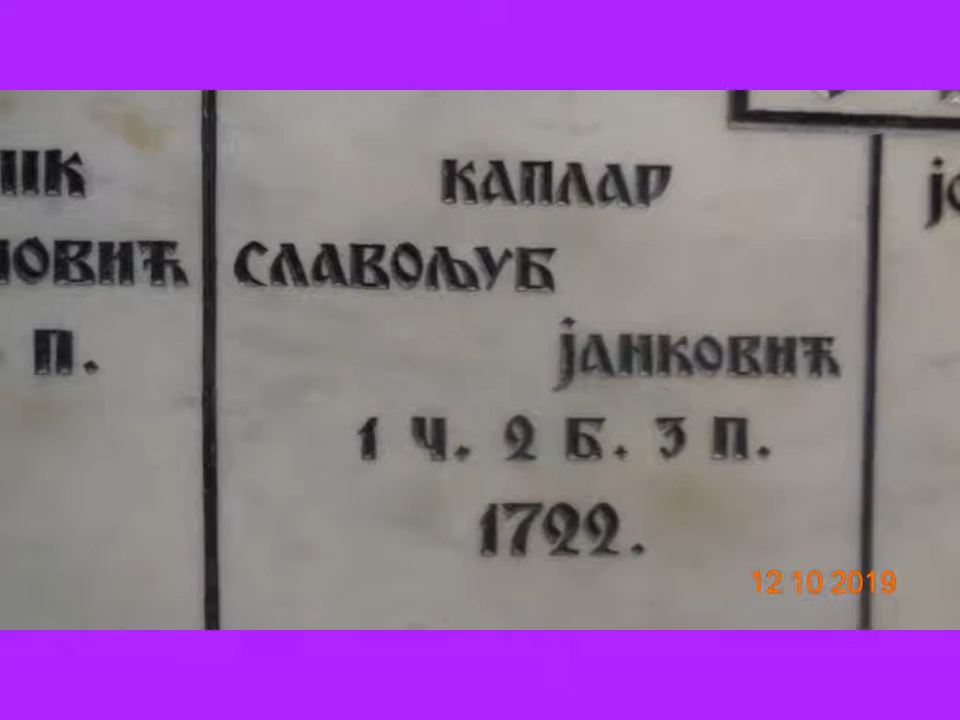 КАПЛАР
СЛАВОЉУБ
ЈАНКОВИЋ
1 Ч. 2 Б. 3 П.
1722.
П.
12 10 2019